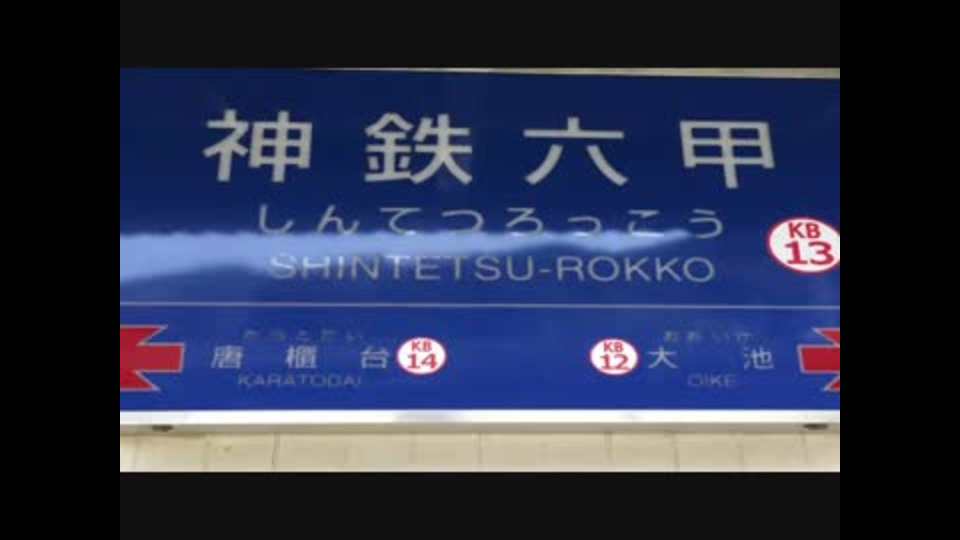 神鉄六甲
しんてつろっこう
SHINTETSU-ROKKO
KB
13
からとだい
唐櫃台
KARATODAI
KB
14
KB
12
おおいけ
大池
OIKE